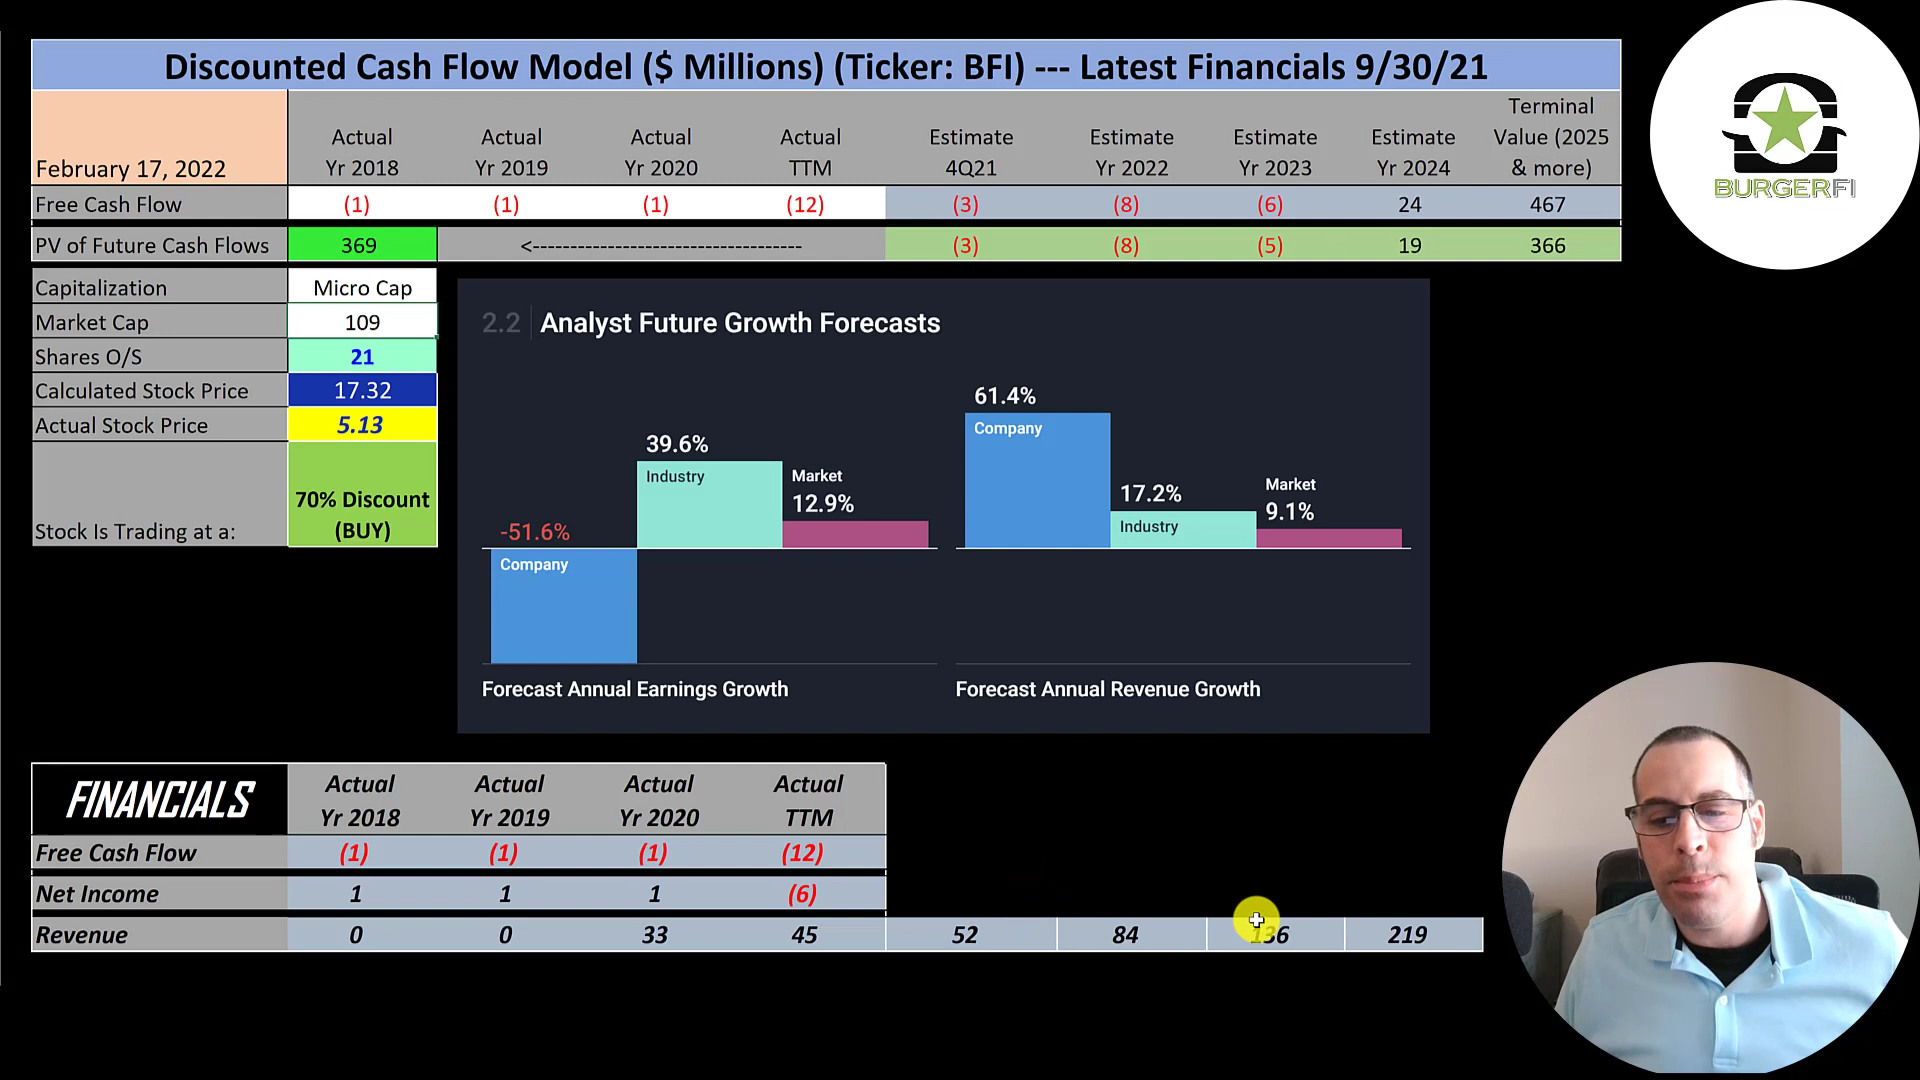 Discounted Cash Flow Model ($ Millions) (Ticker: BFI) --- Latest Financials 9/30/21
February 17, 2022
Actual Yr 2018
Actual Yr 2019
Actual Yr 2020
Actual TTM
Estimate 4Q21
Estimate Yr 2022
Estimate Yr 2023
Estimate Yr 2024
Terminal Value (2025 & more)
Free Cash Flow (1) (1) (1) (12) (3) (8) (6) 24 467
PV of Future Cash Flows 369 <----------------------------------- (3) (8) (5) 19 366
Capitalization Micro Cap
Market Cap 109
Shares O/S 21
Calculated Stock Price 17.32
Actual Stock Price 5.13
Stock Is Trading at a: 70% Discount (BUY)
BURGERFI
2.2 Analyst Future Growth Forecasts
-51.6%
Company
39.6%
Industry
Market
12.9%
Forecast Annual Earnings Growth
61.4%
Company
17.2%
Industry
Market
9.1%
Forecast Annual Revenue Growth
FINANCIALS
Actual Yr 2018
Actual Yr 2019
Actual Yr 2020
Actual TTM
Free Cash Flow (1) (1) (1) (12)
Net Income 1 1 1 (6)
Revenue 0 0 33 45 52 84 136 219